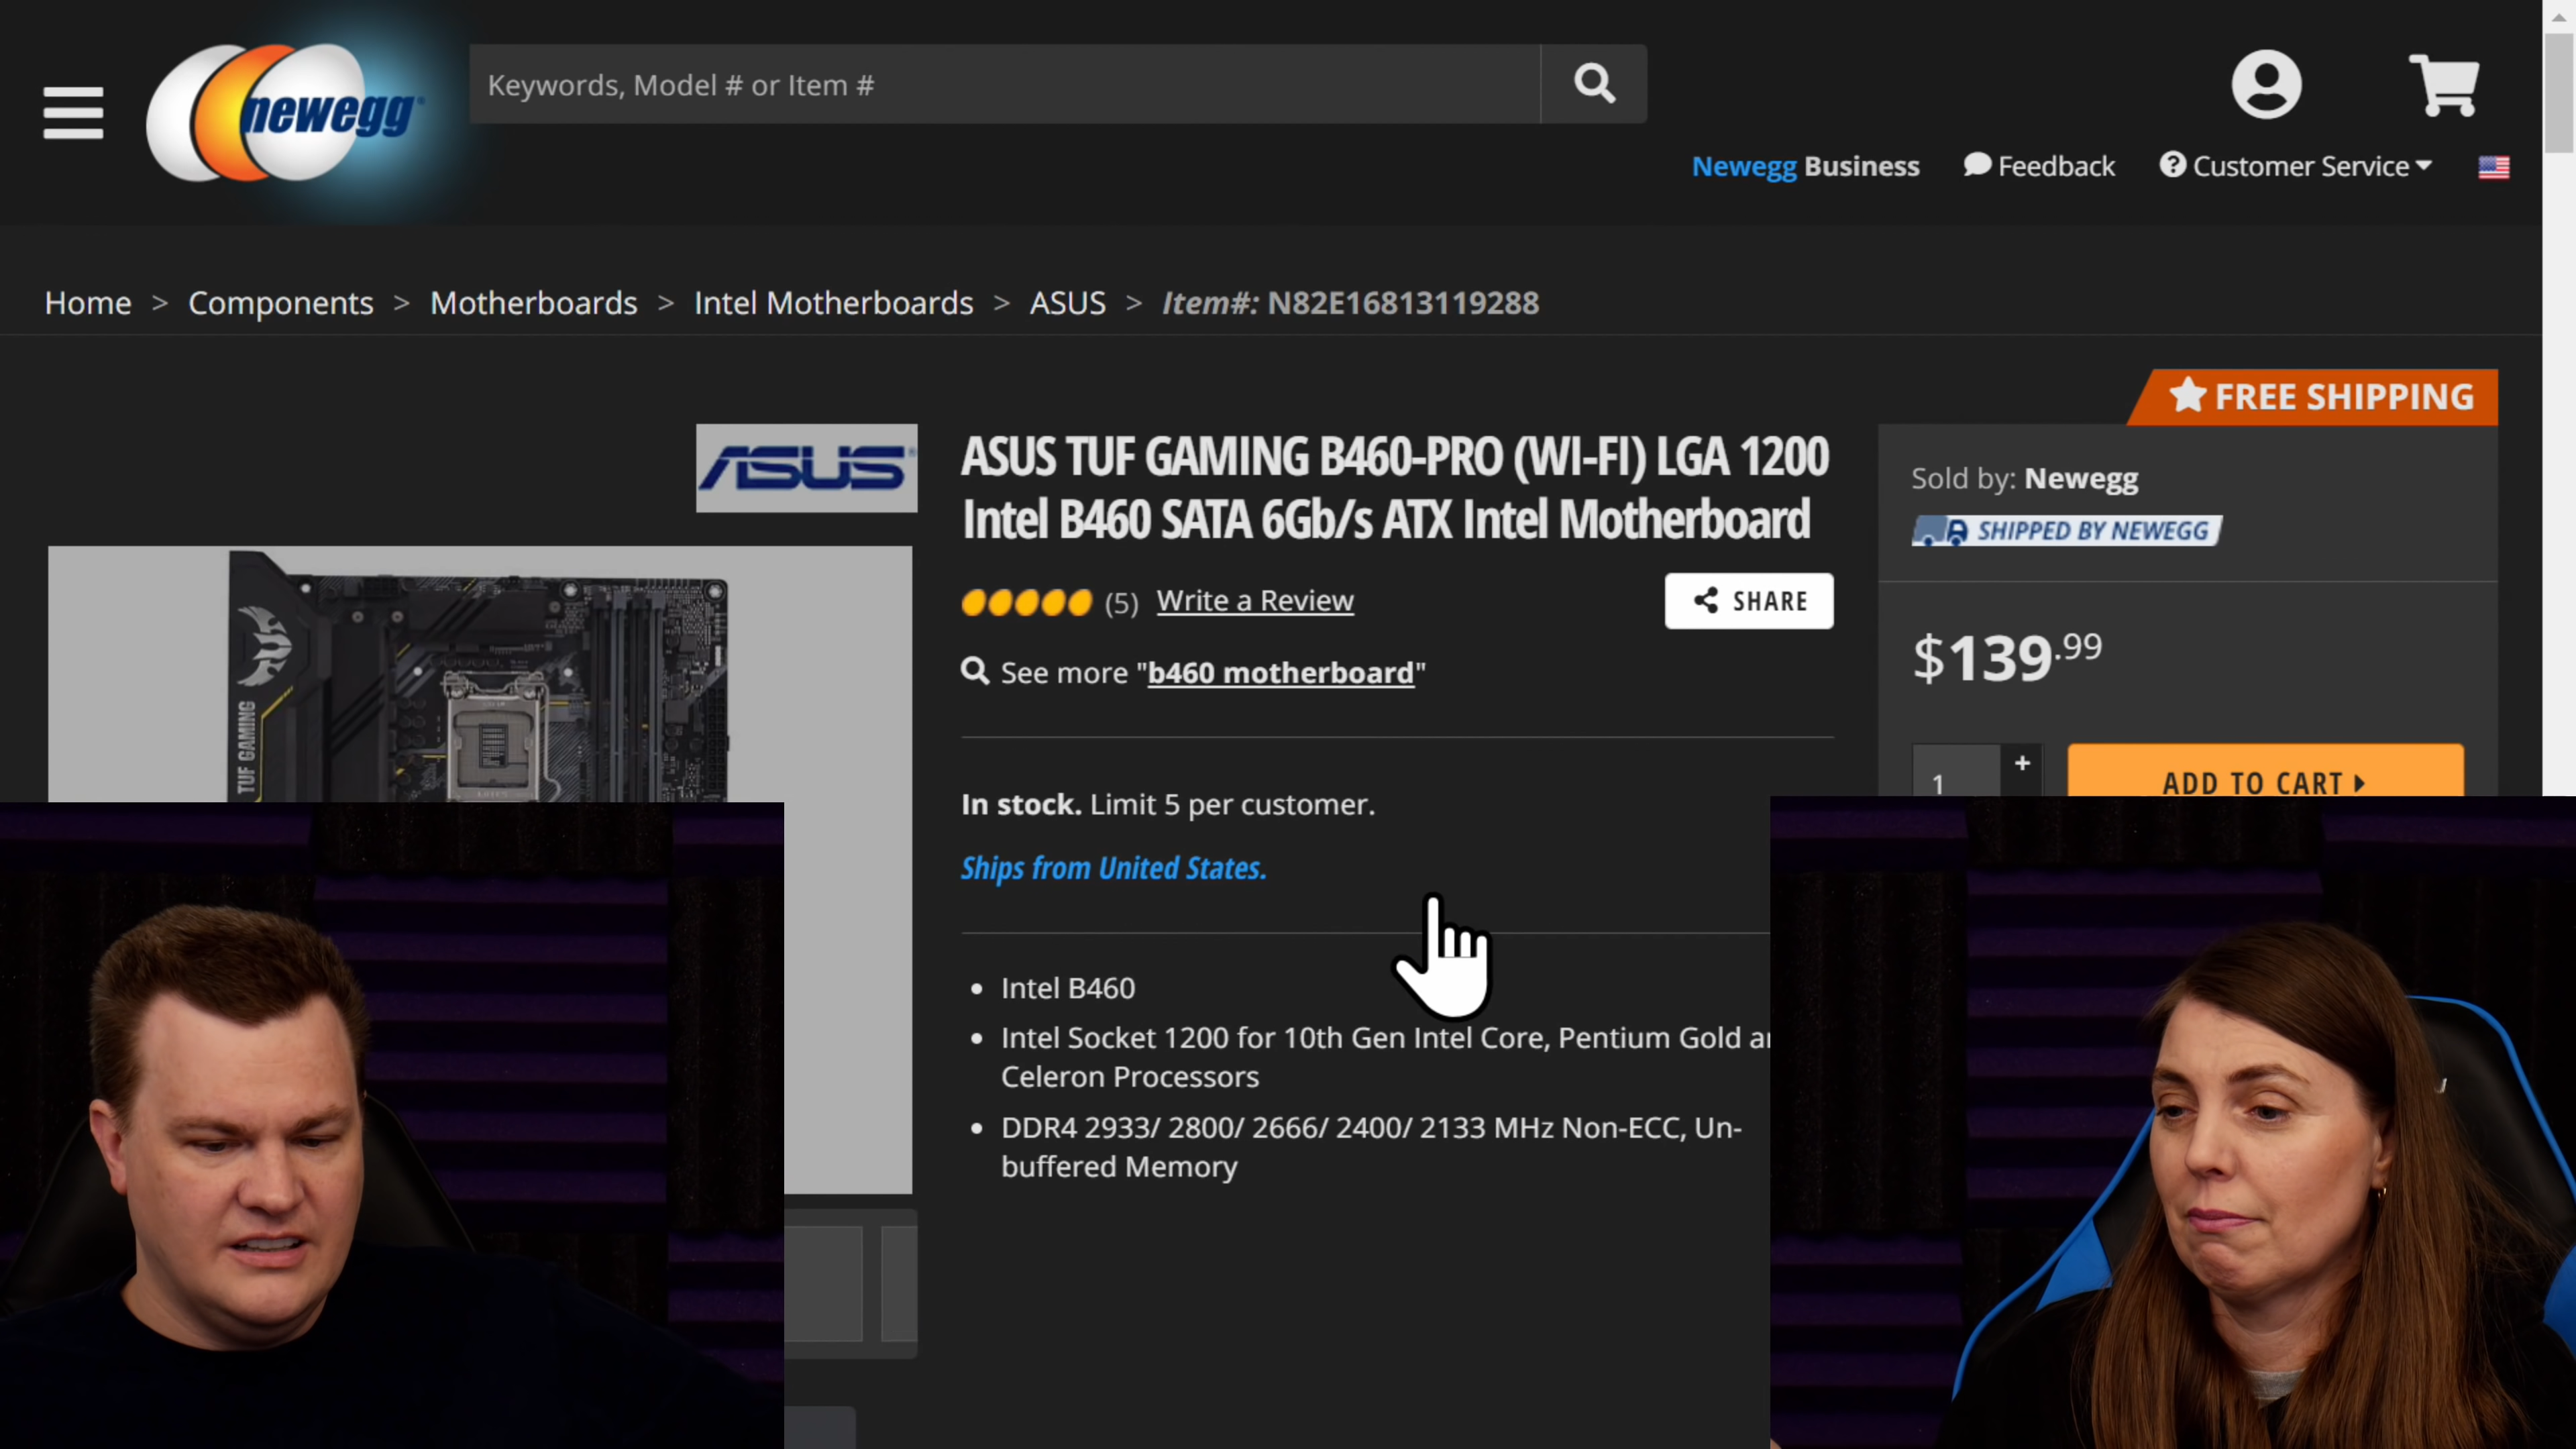 newegg
Keywords, Model # or Item #
Newegg Business
Feedback
Customer Service
Home > Components > Motherboards > Intel Motherboards > ASUS > Item#: N82E16813119288
FREE SHIPPING
ASUS
ASUS TUF GAMING B460-PRO (WI-FI) LGA 1200
Intel B460 SATA 6Gb/s ATX Intel Motherboard
Sold by: Newegg
SHIPPED BY NEWEGG
(5) Write a Review
SHARE
$139.99
See more "b460 motherboard"
TUF GAMING
1
+
ADD TO CART
In stock. Limit 5 per customer.
Ships from United States.
• Intel B460
• Intel Socket 1200 for 10th Gen Intel Core, Pentium Gold
Celeron Processors
• DDR4 2933/ 2800/ 2666/ 2400/ 2133 MHz Non-ECC, Un-
buffered Memory